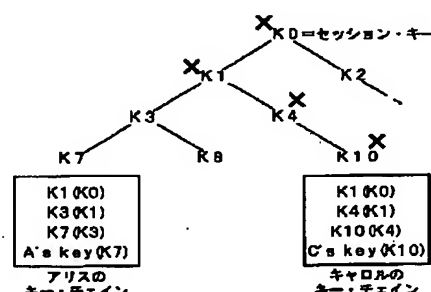 K0=セッション・キー
K1
K2
K3
K4
K7
K8
K10
K1(K0)
K3(K1)
K7(K3)
A's key(K7)
アリスの
キー・チェイン
K1(K0)
K4(K1)
K10(K4)
C's key(K10)
キャロルの
キー・チェイン